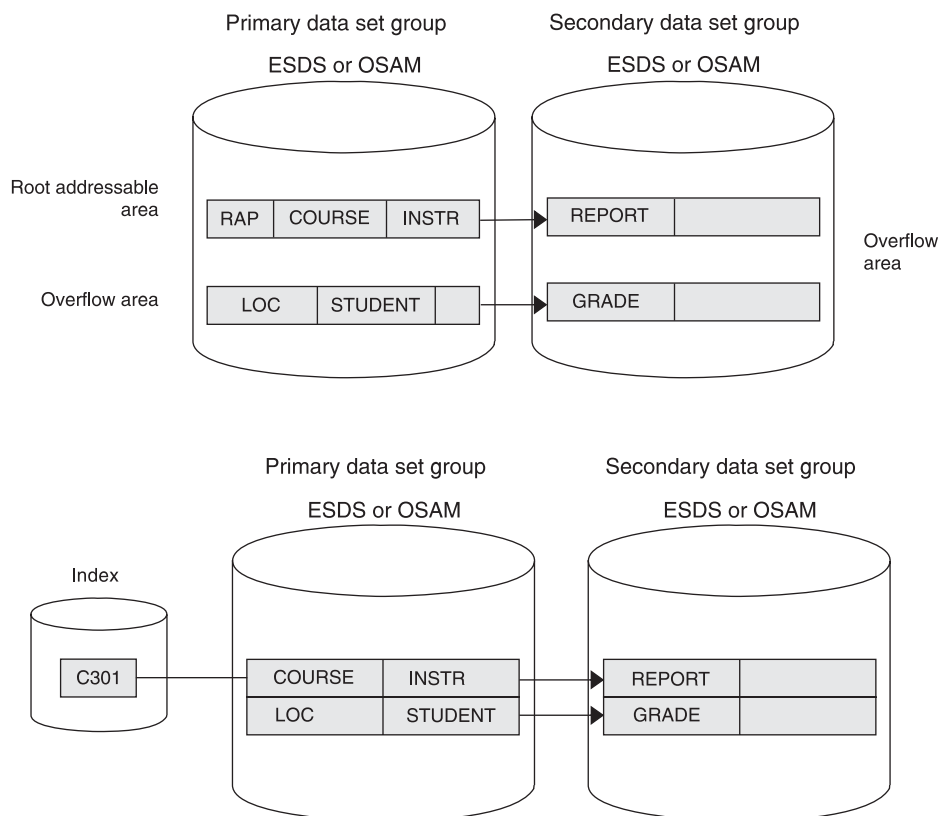 Primary data set group
Secondary data set group
ESDS or OSAM
ESDS or OSAM
Root addressable
area
RAP
COURSE
INSTR
REPORT
Overflow
area
Overflow area
LOC
STUDENT
GRADE
Primary data set group
Secondary data set group
ESDS or OSAM
ESDS or OSAM
Index
C301
COURSE
INSTR
REPORT
LOC
STUDENT
GRADE